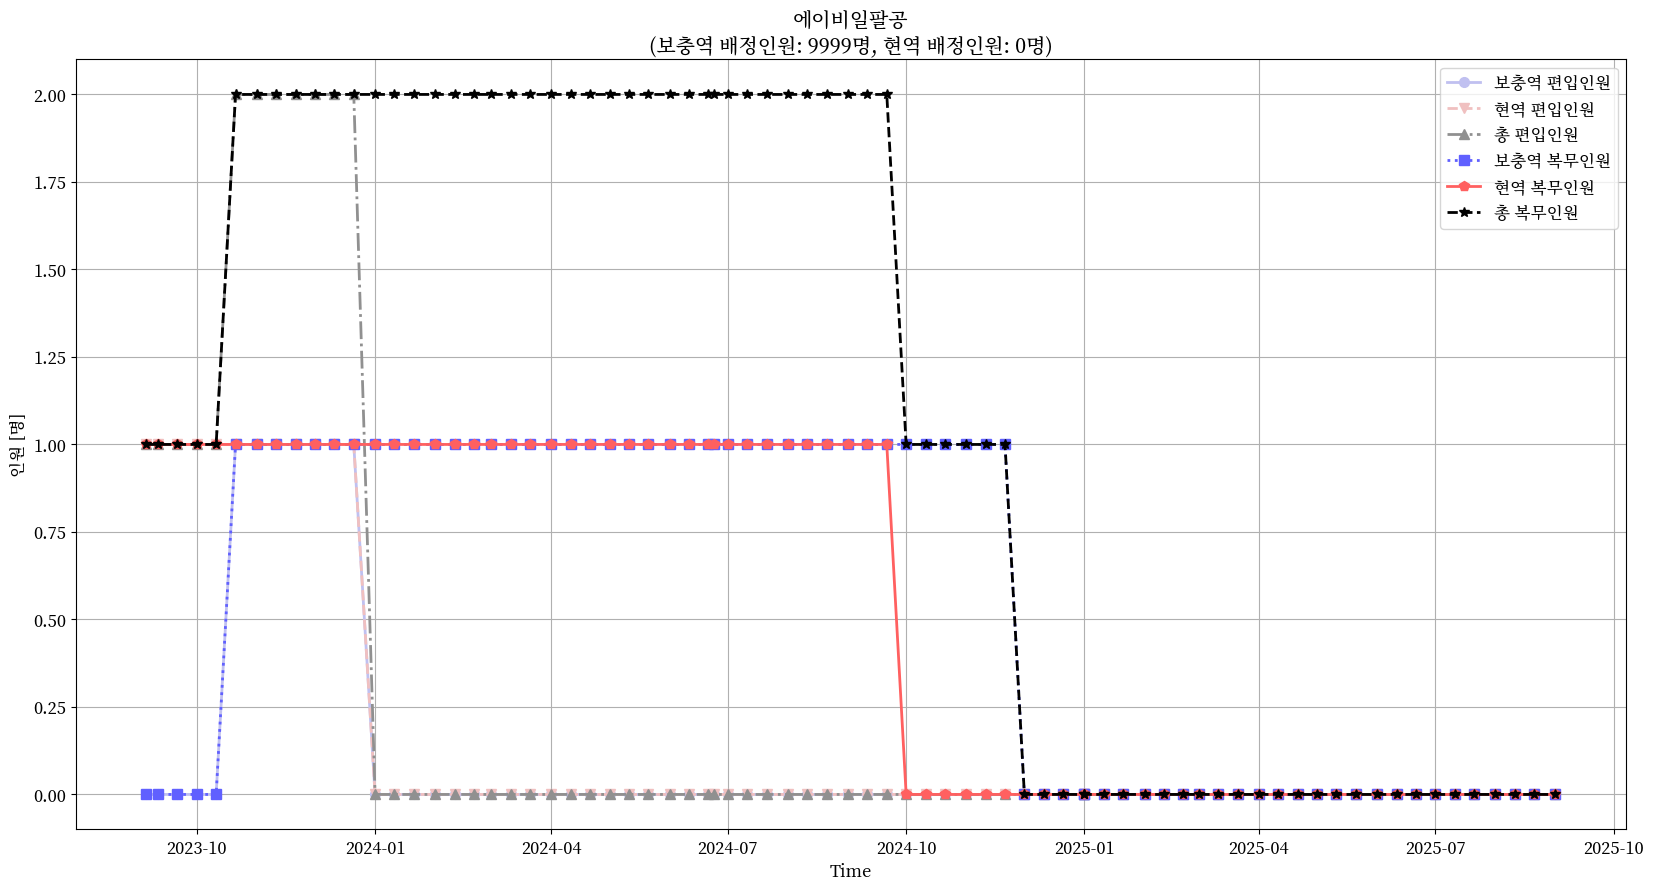 에이비일팔공
(보충역 배정인원: 9999명, 현역 배정인원: 0명)
보충역 편입인원
현역 편입인원
총 편입인원
보충역 복무인원
현역 복무인원
총 복무인원
인원 [명]
2.00
1.75
1.50
1.25
1.00
0.75
0.50
0.25
0.00
2023-10 2024-01 2024-04 2024-07 2024-10 2025-01 2025-04 2025-07 2025-10
Time